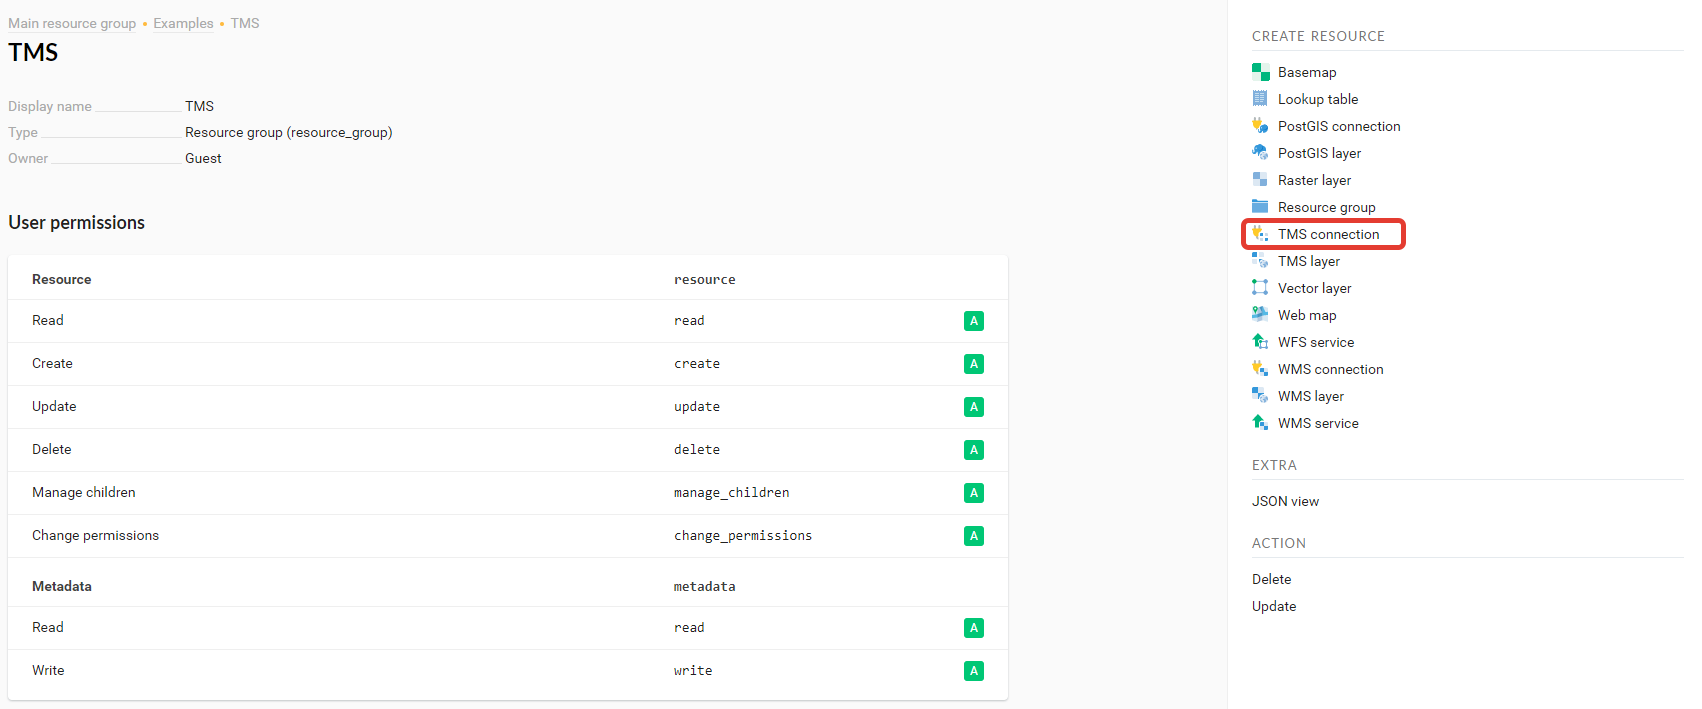 Main resource group • Examples • TMS
TMS
Display name TMS
Type Resource group (resource_group)
Owner Guest
User permissions
Resource resource
Read read A
Create create A
Update update A
Delete delete A
Manage children manage_children A
Change permissions change_permissions A
Metadata metadata
Read read A
Write write A
CREATE RESOURCE
Basemap
Lookup table
PostGIS connection
PostGIS layer
Raster layer
Resource group
TMS connection
TMS layer
Vector layer
Web map
WFS service
WMS connection
WMS layer
WMS service
EXTRA
JSON view
ACTION
Delete
Update